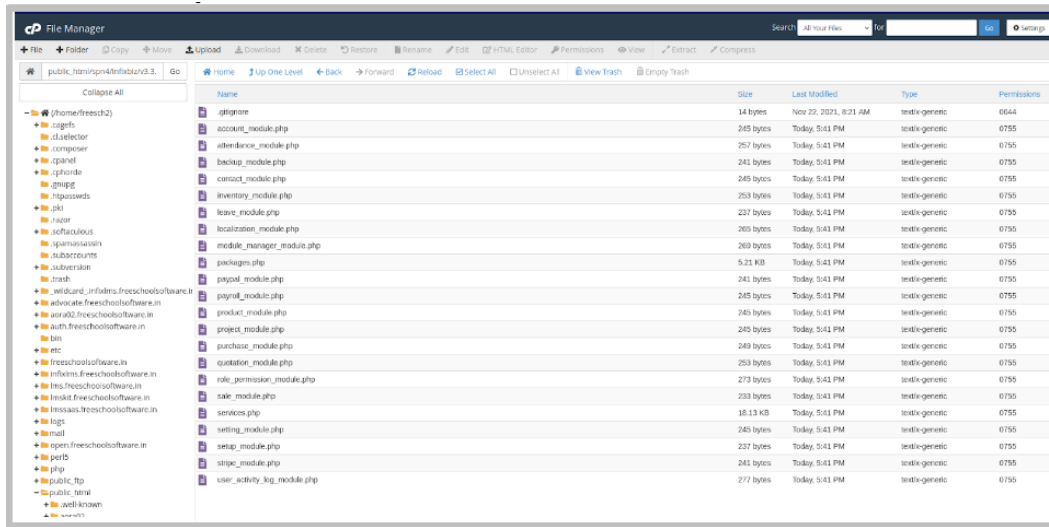 cP File Manager
Search All Your Files for Go Settings
+ File + Folder Copy Move Upload Download Delete Restore Rename Edit HTML Editor Permissions View Extract Compress
public_html/spn4/Infixbiz/v3.3. Go Home Up One Level Back Forward Reload Select All Unselect All View Trash Empty Trash
Collapse All
(/home/freesch2)
.cagefs
.cl.selector
.composer
.cpanel
.cphorde
.gnupg
.htpasswds
.pki
.razor
.softaculous
.spamassassin
.subaccounts
.subversion
.trash
_wildcard_.infixlms.freeschoolsoftware.in
advocate.freeschoolsoftware.in
aora02.freeschoolsoftware.in
auth.freeschoolsoftware.in
bin
etc
freeschoolsoftware.in
infixlms.freeschoolsoftware.in
lms.freeschoolsoftware.in
lmskit.freeschoolsoftware.in
lmssaas.freeschoolsoftware.in
logs
mail
open.freeschoolsoftware.in
perl5
php
public_ftp
public_html
.well-known
aora02
Name Size Last Modified Type Permissions
.gitignore 14 bytes Nov 22, 2021, 8:21 AM text/x-generic 0644
account_module.php 245 bytes Today, 5:41 PM text/x-generic 0755
attendance_module.php 257 bytes Today, 5:41 PM text/x-generic 0755
backup_module.php 241 bytes Today, 5:41 PM text/x-generic 0755
contact_module.php 245 bytes Today, 5:41 PM text/x-generic 0755
inventory_module.php 253 bytes Today, 5:41 PM text/x-generic 0755
leave_module.php 237 bytes Today, 5:41 PM text/x-generic 0755
localization_module.php 265 bytes Today, 5:41 PM text/x-generic 0755
module_manager_module.php 269 bytes Today, 5:41 PM text/x-generic 0755
packages.php 5.21 KB Today, 5:41 PM text/x-generic 0755
paypal_module.php 241 bytes Today, 5:41 PM text/x-generic 0755
payroll_module.php 245 bytes Today, 5:41 PM text/x-generic 0755
product_module.php 245 bytes Today, 5:41 PM text/x-generic 0755
project_module.php 245 bytes Today, 5:41 PM text/x-generic 0755
purchase_module.php 249 bytes Today, 5:41 PM text/x-generic 0755
quotation_module.php 253 bytes Today, 5:41 PM text/x-generic 0755
role_permission_module.php 273 bytes Today, 5:41 PM text/x-generic 0755
sale_module.php 233 bytes Today, 5:41 PM text/x-generic 0755
services.php 18.13 KB Today, 5:41 PM text/x-generic 0755
setting_module.php 245 bytes Today, 5:41 PM text/x-generic 0755
setup_module.php 237 bytes Today, 5:41 PM text/x-generic 0755
stripe_module.php 241 bytes Today, 5:41 PM text/x-generic 0755
user_activity_log_module.php 277 bytes Today, 5:41 PM text/x-generic 0755